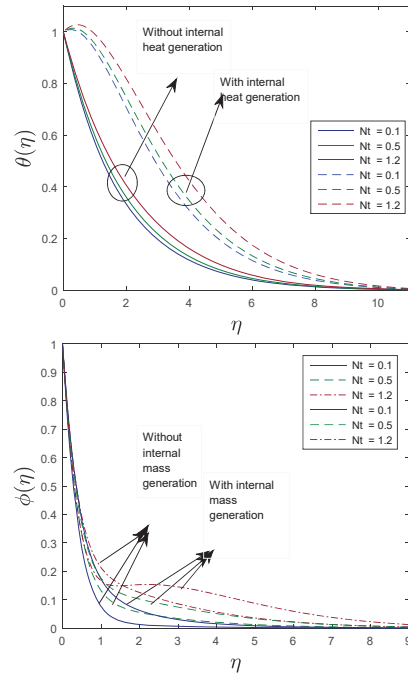 1
0.8
0.6
0.4
0.2
0
θ(η)
Without internal
heat generation
With internal
heat generation
Nt = 0.1
Nt = 0.5
Nt = 1.2
Nt = 0.1
Nt = 0.5
Nt = 1.2
0 2 4 6 8 10
η
1
0.9
0.8
0.7
0.6
0.5
0.4
0.3
0.2
0.1
0
ϕ(η)
Without
internal
mass
generation
With internal
mass
generation
Nt = 0.1
Nt = 0.5
Nt = 1.2
Nt = 0.1
Nt = 0.5
Nt = 1.2
0 1 2 3 4 5 6 7 8 9
η